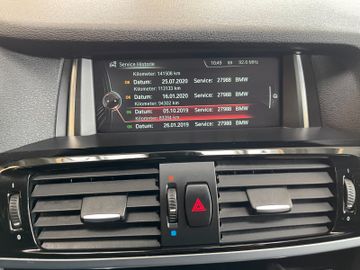 Service Historie 10:49 92.6 MHz
Kilometer: 141908 km
Datum: 25.07.2020 Service: 27988 BMW
Kilometer: 113133 km
Datum: 16.01.2020 Service: 27988 BMW
Kilometer: 94302 km
Datum: 01.10.2019 Service: 27988 BMW
Datum: 26.01.2019 Service: 27988 BMW